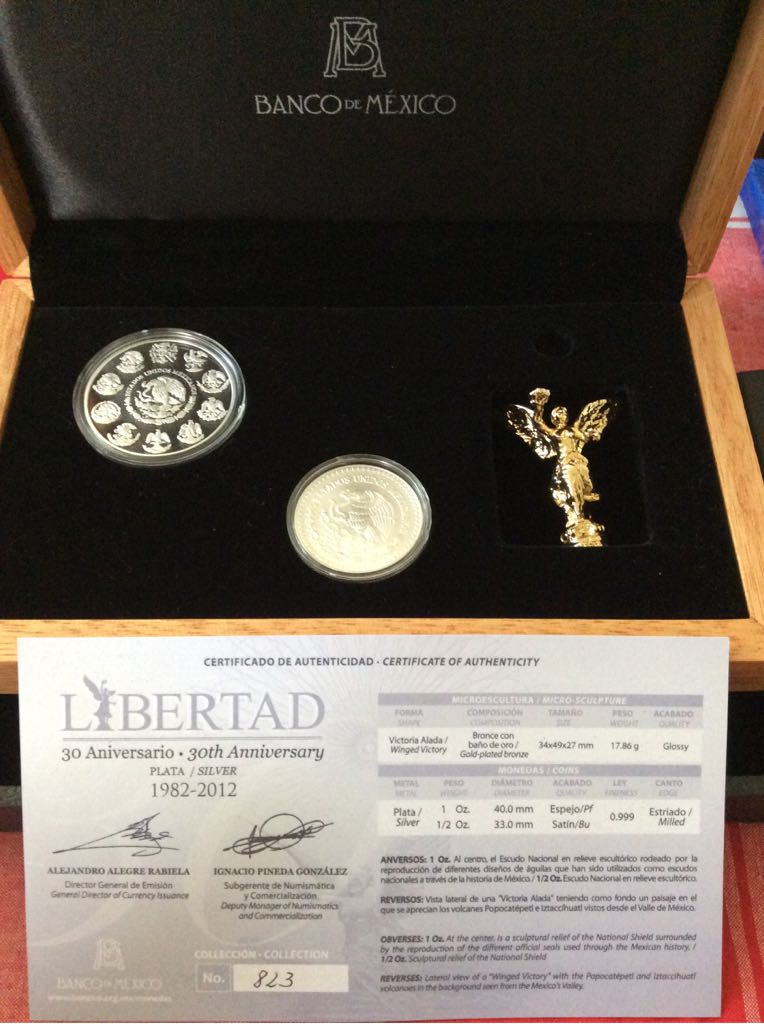 BANCO DE MÉXICO
ESTADOS UNIDOS MEXICANOS
ESTADOS UNIDOS MEXICANOS
CERTIFICADO DE AUTENTICIDAD · CERTIFICATE OF AUTHENTICITY
LIBERTAD
30 Aniversario • 30th Anniversary
PLATA / SILVER
1982-2012
ALEJANDRO ALEGRE RABIELA
Director General de Emisión
General Director of Currency Issuance
IGNACIO PINEDA GONZÁLEZ
Subgerente de Numismática
y Comercialización
Deputy Manager of Numismatics
and Commercialization
COLECCIÓN · COLLECTION
No. 823
BANCO DE MÉXICO
www.banxico.org.mx/monedas
MICROESCULTURA / MICRO-SCULPTURE
FORMA COMPOSICIÓN TAMAÑO PESO ACABADO
SHAPE COMPOSITION SIZE WEIGHT QUALITY
Victoria Alada / Winged Victory
Bronce con baño de oro / Gold-plated bronze
34x49x27 mm 17.86 g Glossy
MONEDAS / COINS
METAL PESO DIÁMETRO ACABADO LEY CANTO
METAL WEIGHT DIAMETER QUALITY FINENESS EDGE
Plata / 1 Oz. 40.0 mm Espejo/Pf 0.999 Estriado /
Silver 1/2 Oz. 33.0 mm Satín/Bu Milled
ANVERSOS: 1 Oz. Al centro, el Escudo Nacional en relieve escultórico rodeado por la
reproducción de diferentes diseños de águilas que han sido utilizados como escudos
nacionales a través de la historia de México./ 1/2 Oz. Escudo Nacional en relieve escultórico.
REVERSOS: Vista lateral de una "Victoria Alada" teniendo como fondo un paisaje en el
que se aprecian los volcanes Popocatépetl e Iztaccíhuatl vistos desde el Valle de México.
OBVERSES: 1 Oz. At the center, is a sculptural relief of the National Shield surrounded
by the reproduction of the different official seals used through the Mexican history. /
1/2 Oz. Sculptural relief of the National Shield
REVERSES: Lateral view of a "Winged Victory" with the Popocatépetl and Iztaccíhuatl
volcanoes in the background seen from the Mexico's Valley.